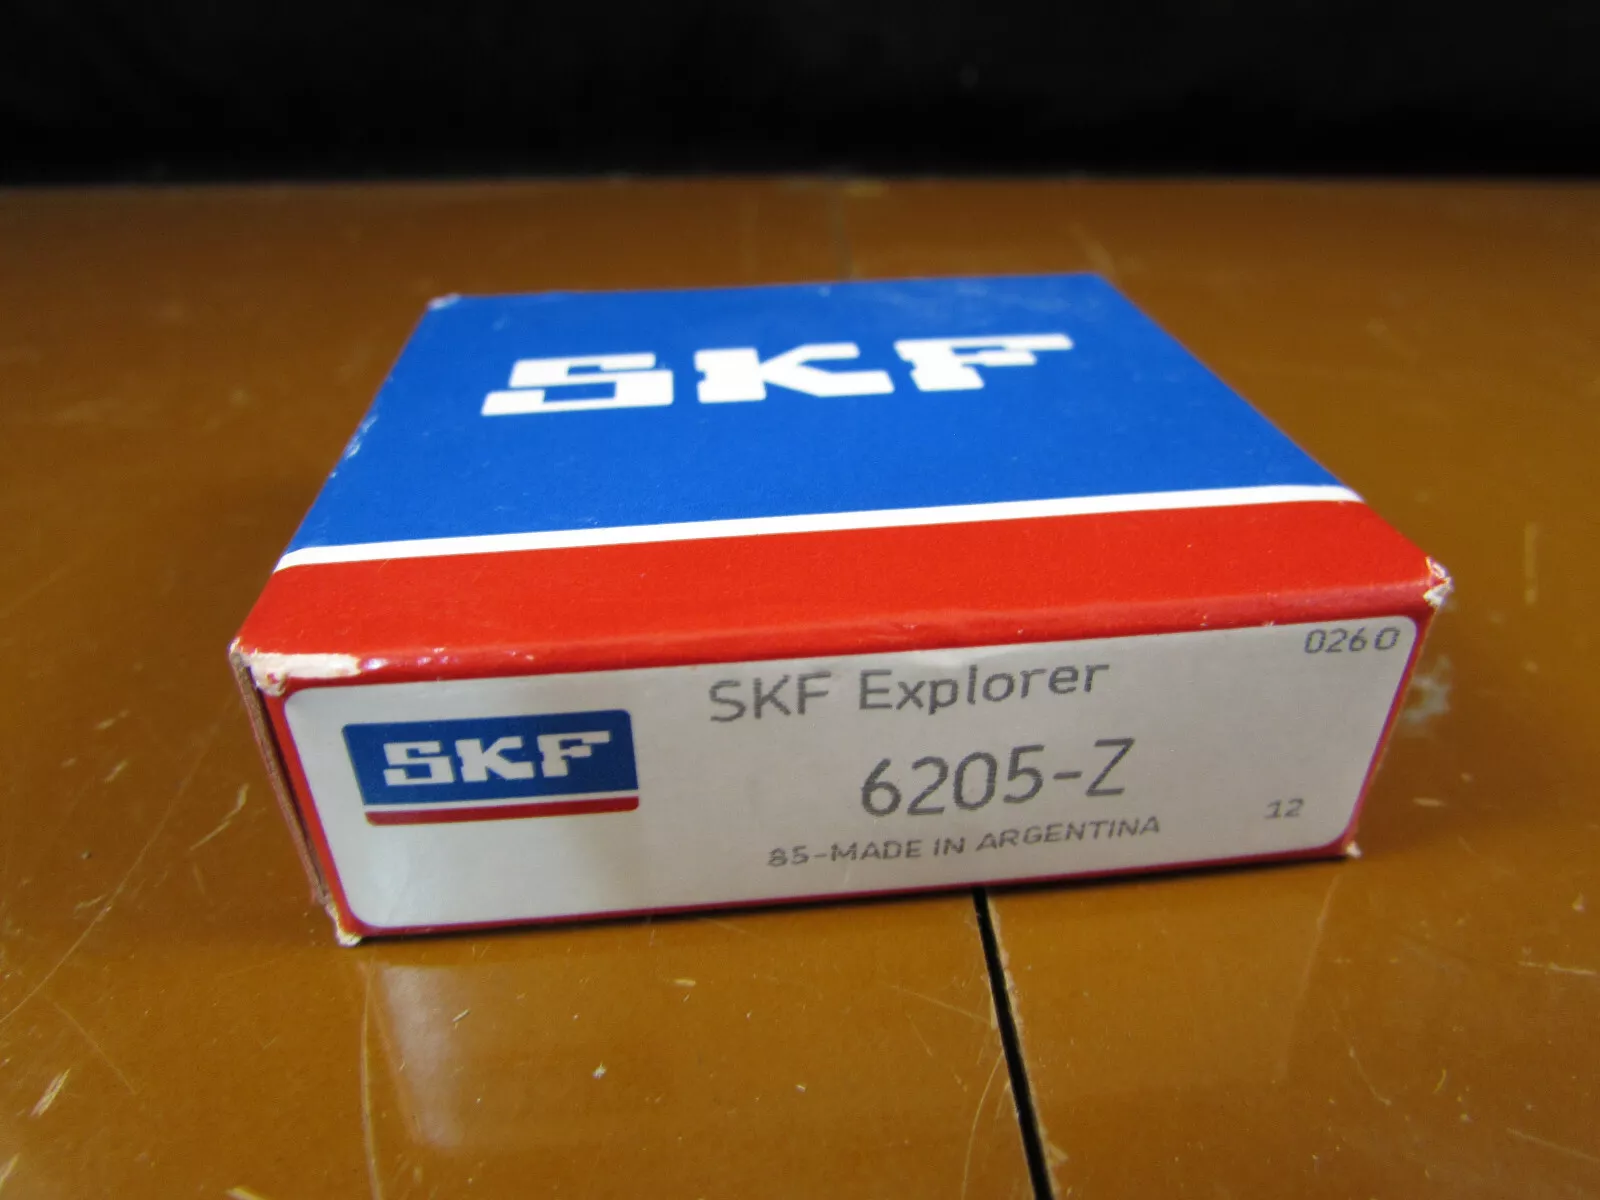 SKF
0260
SKF Explorer
SKF
6205-Z
12
85-MADE IN ARGENTINA